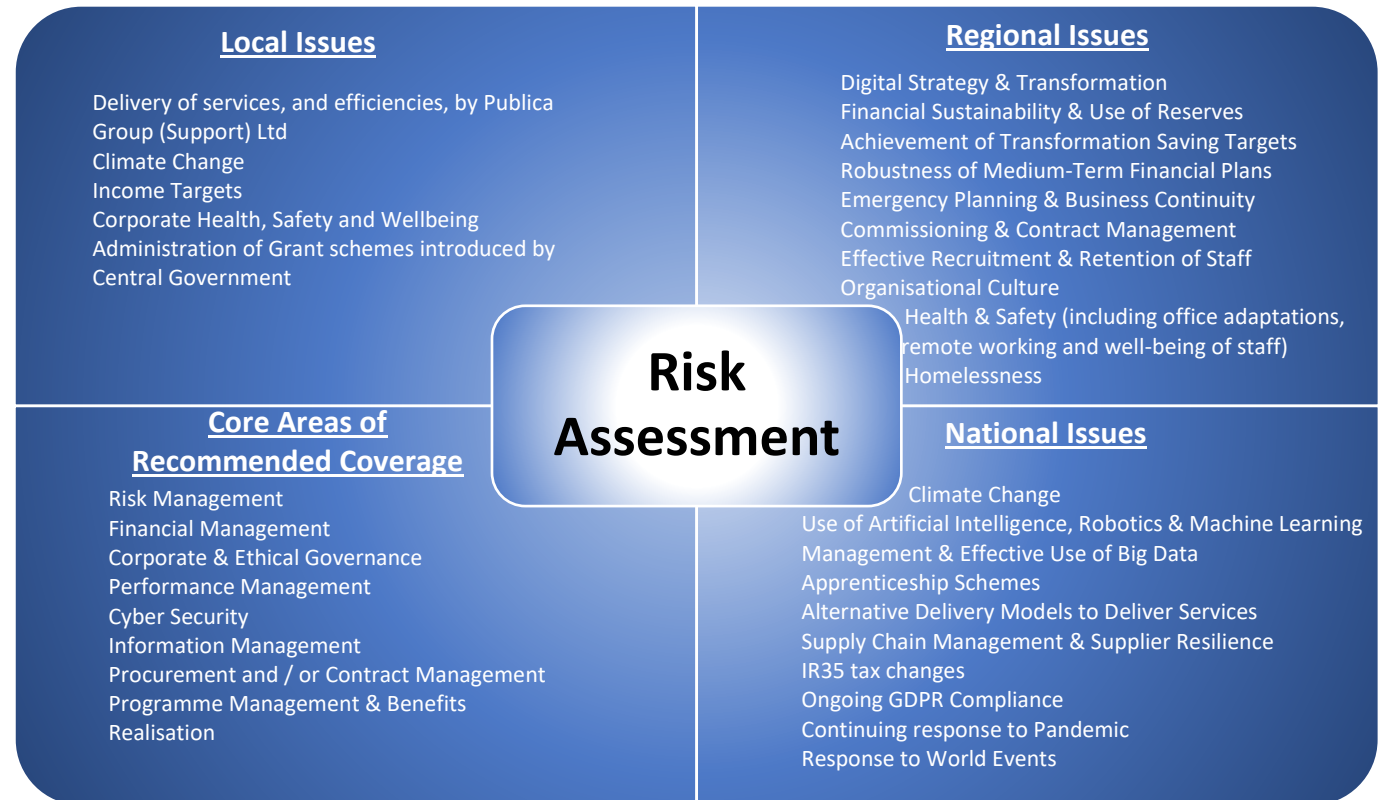 Local Issues
Delivery of services, and efficiencies, by Publica
Group (Support) Ltd
Climate Change
Income Targets
Corporate Health, Safety and Wellbeing
Administration of Grant schemes introduced by
Central Government
Regional Issues
Digital Strategy & Transformation
Financial Sustainability & Use of Reserves
Achievement of Transformation Saving Targets
Robustness of Medium-Term Financial Plans
Emergency Planning & Business Continuity
Commissioning & Contract Management
Effective Recruitment & Retention of Staff
Organisational Culture
Health & Safety (including office adaptations,
remote working and well-being of staff)
Homelessness
Risk
Assessment
Core Areas of
Recommended Coverage
Risk Management
Financial Management
Corporate & Ethical Governance
Performance Management
Cyber Security
Information Management
Procurement and / or Contract Management
Programme Management & Benefits
Realisation
National Issues
Climate Change
Use of Artificial Intelligence, Robotics & Machine Learning
Management & Effective Use of Big Data
Apprenticeship Schemes
Alternative Delivery Models to Deliver Services
Supply Chain Management & Supplier Resilience
IR35 tax changes
Ongoing GDPR Compliance
Continuing response to Pandemic
Response to World Events